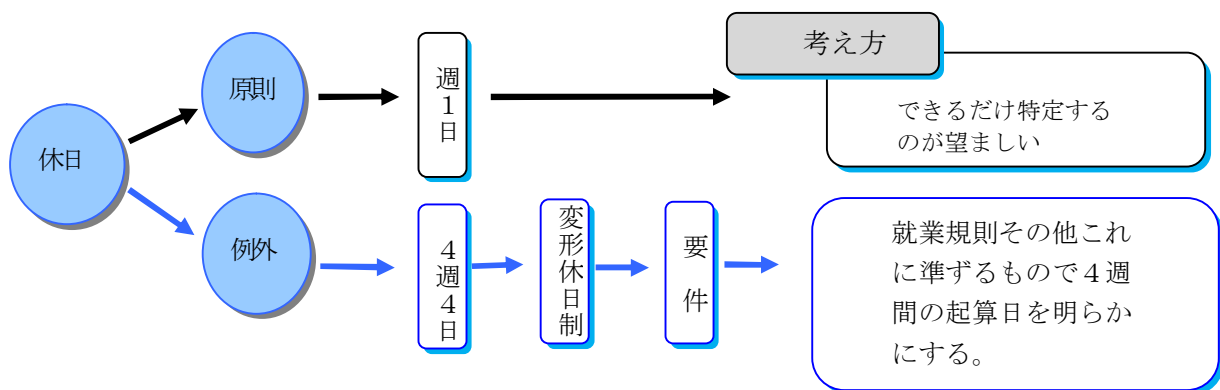 休日
原則
週1日
考え方
できるだけ特定する
のが望ましい
例外
4週4日
変形休日制
要件
就業規則その他これ
に準ずるもので4週
間の起算日を明らか
にする。